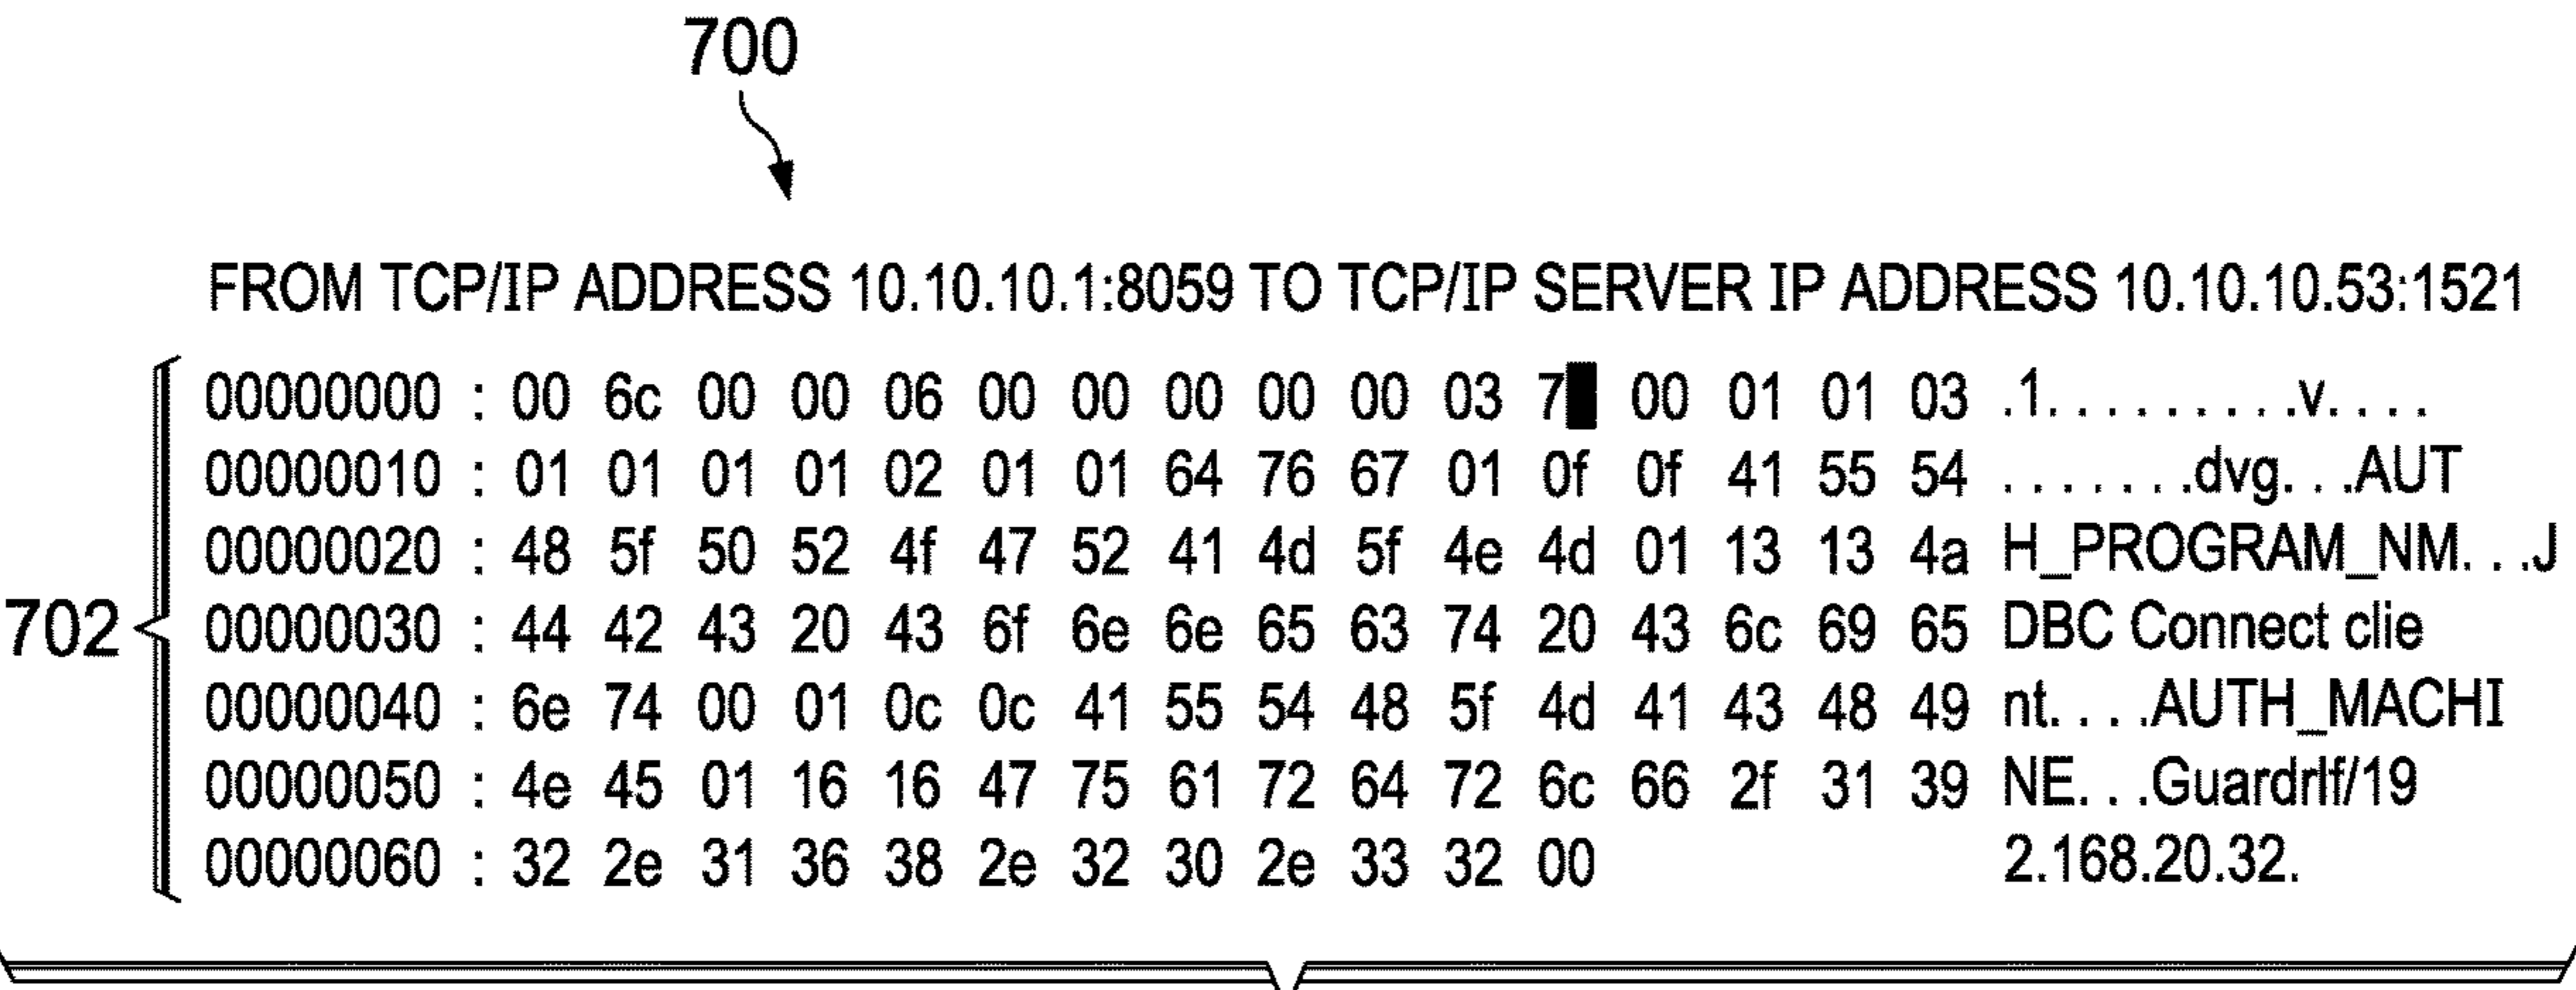 700
FROM TCP/IP ADDRESS 10.10.10.1:8059 TO TCP/IP SERVER IP ADDRESS 10.10.10.53:1521
00000000 : 00 6c 00 00 06 00 00 00 00 00 03 7 00 01 01 03 .1. . . . . . . . .v. . . .
00000010 : 01 01 01 01 02 01 01 64 76 67 01 0f 0f 41 55 54 . . . . . . .dvg. . .AUT
00000020 : 48 5f 50 52 4f 47 52 41 4d 5f 4e 4d 01 13 13 4a H_PROGRAM_NM. . .J
702
00000030 : 44 42 43 20 43 6f 6e 6e 65 63 74 20 43 6c 69 65 DBC Connect clie
00000040 : 6e 74 00 01 0c 0c 41 55 54 48 5f 4d 41 43 48 49 nt. . . .AUTH_MACHI
00000050 : 4e 45 01 16 16 47 75 61 72 64 72 6c 66 2f 31 39 NE. . .Guardrlf/19
00000060 : 32 2e 31 36 38 2e 32 30 2e 33 32 00 2.168.20.32.